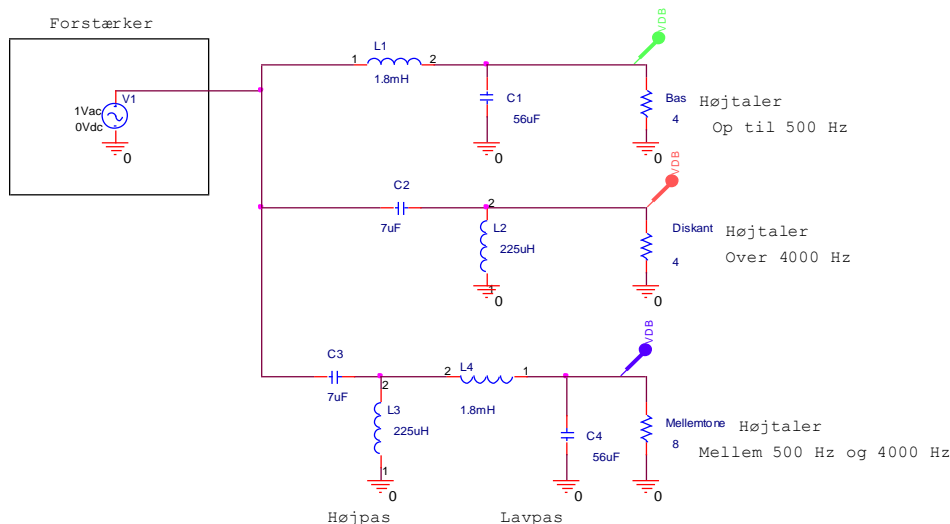 Forstærker
V1
1Vac
0Vdc
0
L1
1 2
1.8mH
C1
56uF
0
VDB
Bas
4
0
Højtaler
Op til 500 Hz
C2
7uF
2
L2
225uH
1
0
VDB
Diskant
4
0
Højtaler
Over 4000 Hz
C3
7uF
2
L3
225uH
1
0
L4
2 1
1.8mH
C4
56uF
0
VDB
Mellemtone
8
0
Højtaler
Mellem 500 Hz og 4000 Hz
Højpas
Lavpas